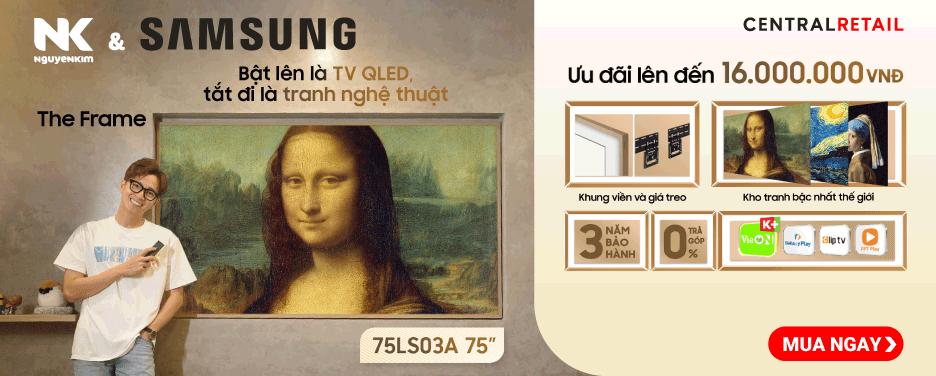 NK
NGUYENKIM
& SAMSUNG
Bật lên là TV QLED,
tắt đi là tranh nghệ thuật
The Frame
75LS03A 75”
CENTRALRETAIL
Ưu đãi lên đến 16.000.000 VNĐ
Khung viền và giá treo
Kho tranh bậc nhất thế giới
3 NĂM
BẢO
HÀNH
0 TRẢ
GÓP
%
K+
VieON
Galaxy Play
Clip tv
FPT Play
MUA NGAY